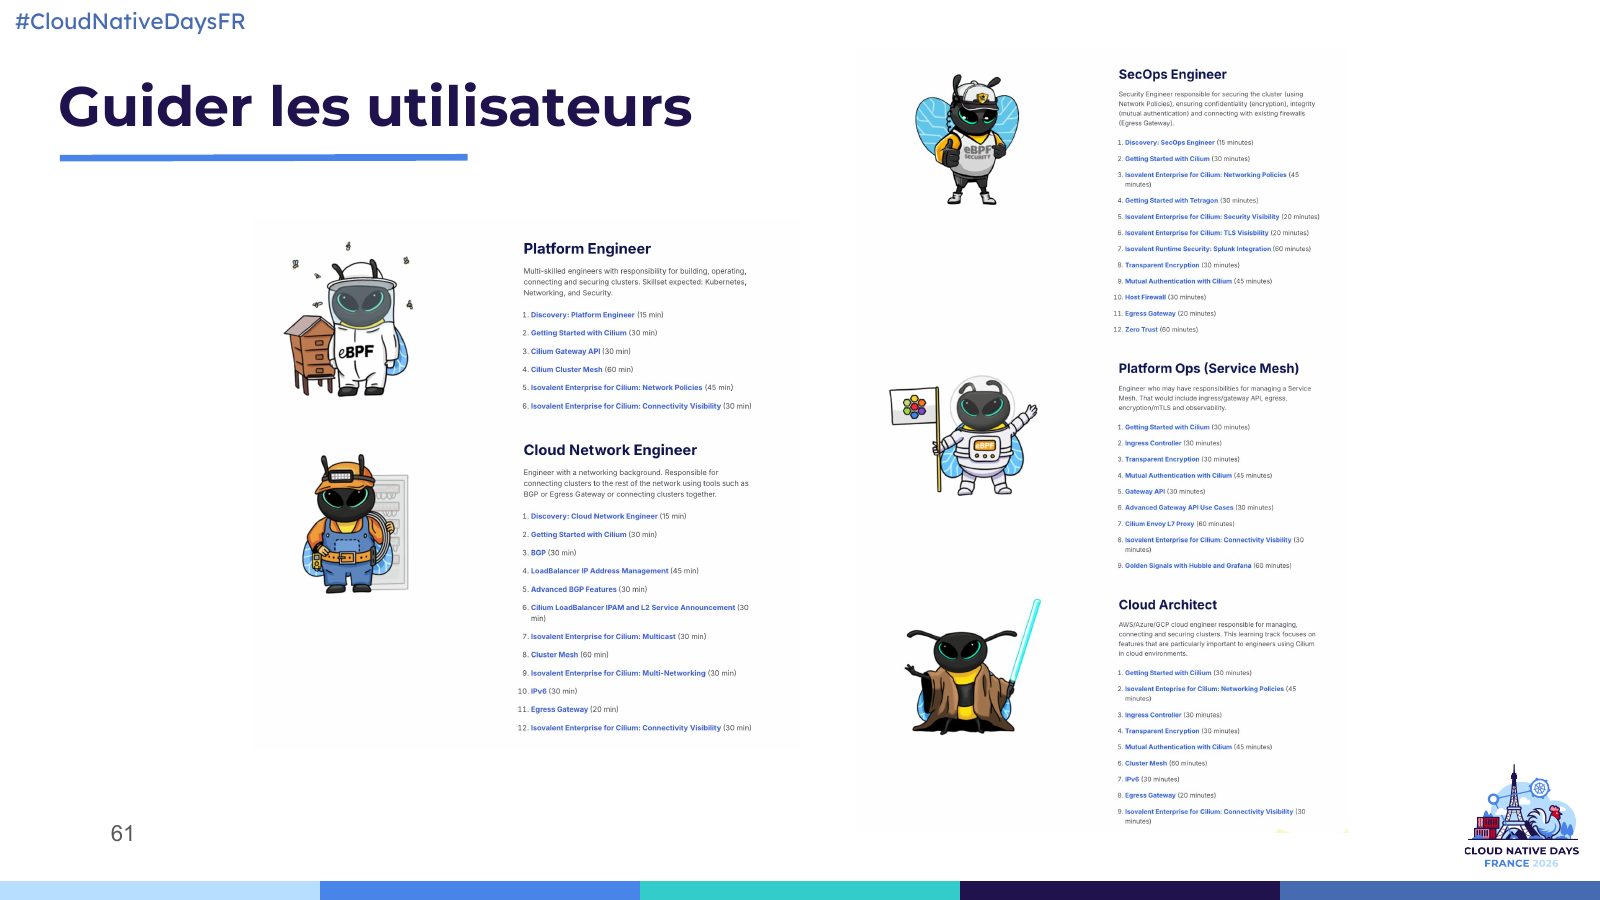 #CloudNativeDaysFR
Guider les utilisateurs
eBPF
Platform Engineer
Multi-skilled engineers with responsibility for building, operating,
connecting and securing clusters. Skillset expected: Kubernetes,
Networking, and Security.
1. Discovery: Platform Engineer (15 min)
2. Getting Started with Cilium (30 min)
3. Cilium Gateway API (30 min)
4. Cilium Cluster Mesh (60 min)
5. Isovalent Enterprise for Cilium: Network Policies (45 min)
6. Isovalent Enterprise for Cilium: Connectivity Visibility (30 min)
Cloud Network Engineer
Engineer with a networking background. Responsible for
connecting clusters to the rest of the network using tools such as
BGP or Egress Gateway or connecting clusters together.
1. Discovery: Cloud Network Engineer (15 min)
2. Getting Started with Cilium (30 min)
3. BGP (30 min)
4. LoadBalancer IP Address Management (45 min)
5. Advanced BGP Features (30 min)
6. Cilium LoadBalancer IPAM and L2 Service Announcement (30
min)
7. Isovalent Enterprise for Cilium: Multicast (30 min)
8. Cluster Mesh (60 min)
9. Isovalent Enterprise for Cilium: Multi-Networking (30 min)
10. IPv6 (30 min)
11. Egress Gateway (20 min)
12. Isovalent Enterprise for Cilium: Connectivity Visibility (30 min)
eBPF
SECURITY
SecOps Engineer
Security Engineer responsible for securing the cluster (using
Network Policies), ensuring confidentiality (encryption), integrity
(mutual authentication) and connecting with existing firewalls
(Egress Gateway).
1. Discovery: SecOps Engineer (15 minutes)
2. Getting Started with Cilium (30 minutes)
3. Isovalent Enterprise for Cilium: Networking Policies (45
minutes)
4. Getting Started with Tetragon (30 minutes)
5. Isovalent Enterprise for Cilium: Security Visibility (20 minutes)
6. Isovalent Enterprise for Cilium: TLS Visisbility (20 minutes)
7. Isovalent Runtime Security: Splunk Integration (60 minutes)
8. Transparent Encryption (30 minutes)
9. Mutual Authentication with Cilium (45 minutes)
10. Host Firewall (30 minutes)
11. Egress Gateway (20 minutes)
12. Zero Trust (60 minutes)
eBPF
Platform Ops (Service Mesh)
Engineer who may have responsibilities for managing a Service
Mesh. That would include ingress/gateway API, egress,
encryption/mTLS and observability.
1. Getting Started with Cilium (30 minutes)
2. Ingress Controller (30 minutes)
3. Transparent Encryption (30 minutes)
4. Mutual Authentication with Cilium (45 minutes)
5. Gateway API (30 minutes)
6. Advanced Gateway API Use Cases (30 minutes)
7. Cilium Envoy L7 Proxy (60 minutes)
8. Isovalent Enterprise for Cilium: Connectivity Visbility (30
minutes)
9. Golden Signals with Hubble and Grafana (60 minutes)
Cloud Architect
AWS/Azure/GCP cloud engineer responsible for managing,
connecting and securing clusters. This learning track focuses on
features that are particularly important to engineers using Cilium
in cloud environments.
1. Getting Started with Cillium (30 minutes)
2. Isovalent Enteprise for Cilium: Networking Policies (45
minutes)
3. Ingress Controller (30 minutes)
4. Transparent Encryption (30 minutes)
5. Mutual Authentication with Cilium (45 minutes)
6. Cluster Mesh (60 minutes)
7. IPv6 (30 minutes)
8. Egress Gateway (20 minutes)
9. Isovalent Enterprise for Cilium: Connectivity Visibility (30
minutes)
61
CLOUD NATIVE DAYS
FRANCE 2026